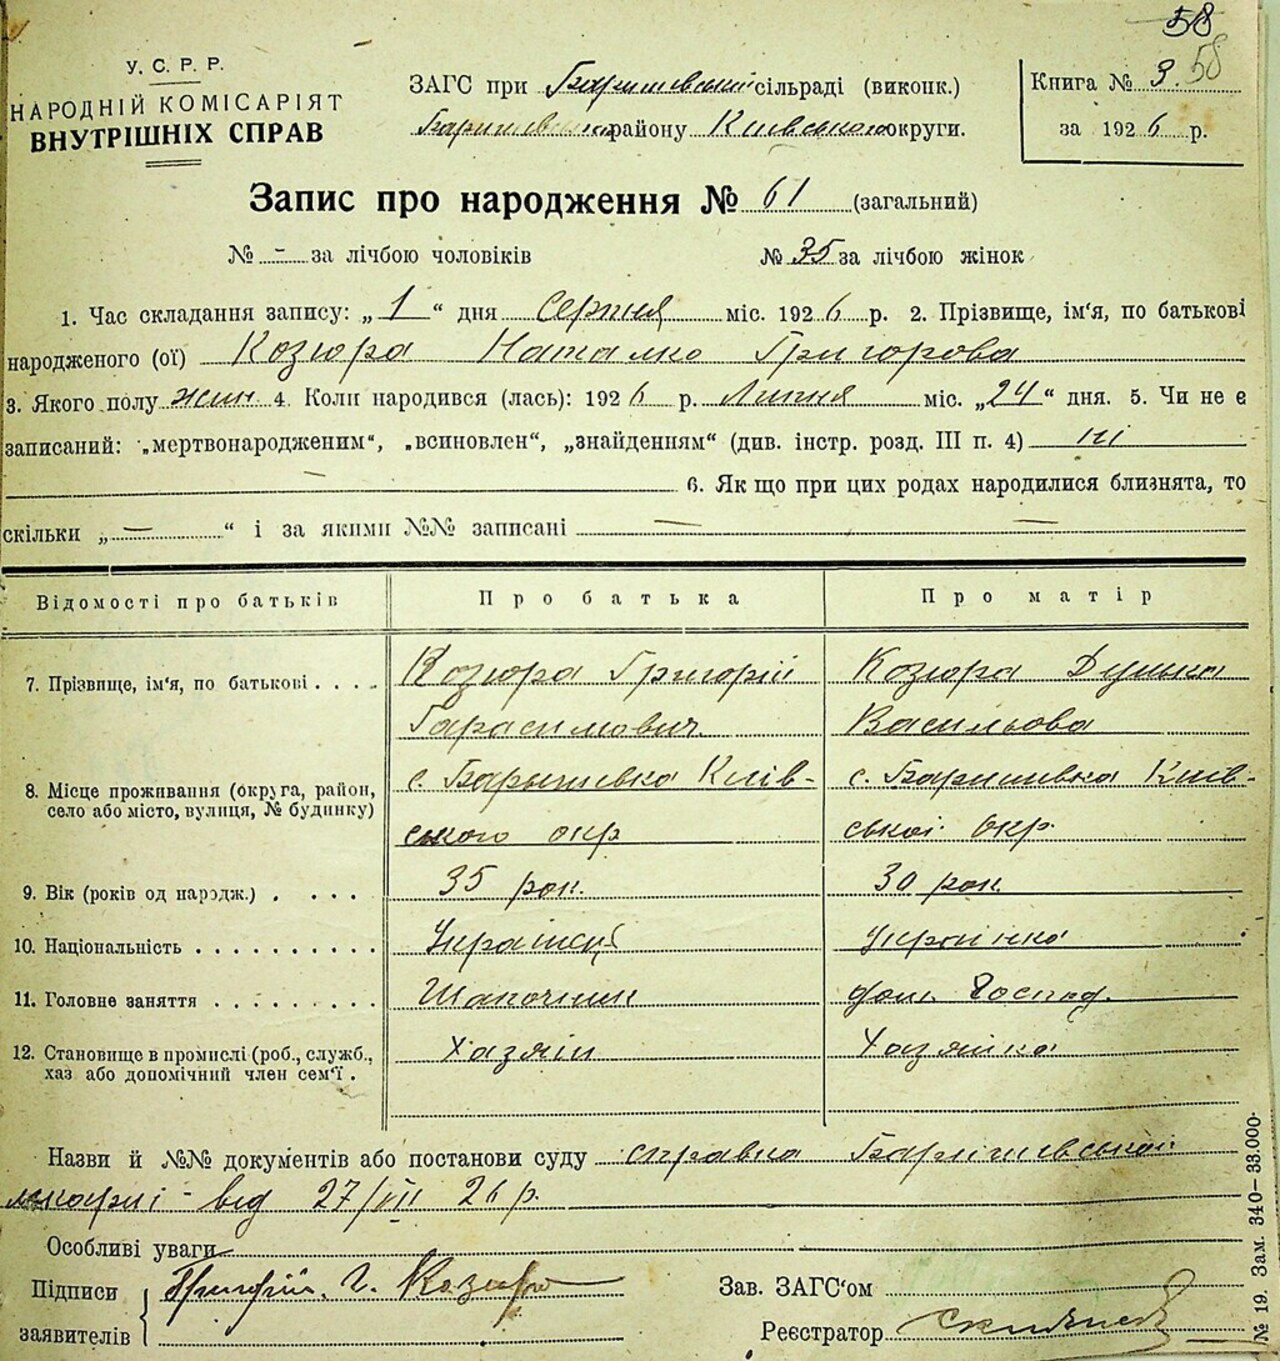 58
58
У. С. Р. Р.
НАРОДНІЙ КОМІСАРІЯТ
ВНУТРІШНІХ СПРАВ
ЗАГС при Баришевській сільраді (виконк.)
Баришевського району Київського округи.
Книга № 3.
за 1926 р.
Запис про народження № 61 (загальний)
№ - за лічбою чоловіків № 35 за лічбою жінок
1. Час складання запису: „1“ дня Серпня міс. 1926 р. 2. Прізвище, ім'я, по батькові
народженого (ої) Козюра Наталко Григорова
3. Якого полу жин 4. Коли народився (лась): 1926 р. Липня міс. „24“ дня. 5. Чи не є
записаний: „мертвонародженим“, „всиновлен“, „знайденням“ (див. інстр. розд. III п. 4) ні
— 6. Як що при цих родах народилися близнята, то
скільки „—“ і за якими №№ записані — —
Відомості про батьків Про батька Про матір
7. Прізвище, ім'я, по батькові . . . . Козюра Григорій Козюра Думька
Гарасимович Васильова
8. Місце проживання (округа, район, с. Барышевка Київ- с. Баришівка Київ-
село або місто, вулиця, № будинку) ського окр ської окр.
9. Вік (років од народж.) . . . . 35 рок. 30 рок.
10. Національність . . . . . . . . . . Українець Українка
11. Головне заняття . . . . . . . . . Шапочник дом. Господ.
12. Становище в промислі (роб., служб., Хазяїн Хазяйка
хаз або допомічний член сем'ї .
Назви й №№ документів або постанови суду справка Баришевської
лікарні - від 27/VII 26 р.
Особливі уваги
Підписи Григорій. Г. Козюра
заявителів
Зав. ЗАГС'ом
Реєстратор
№ 19. Зам. 340—33.000.